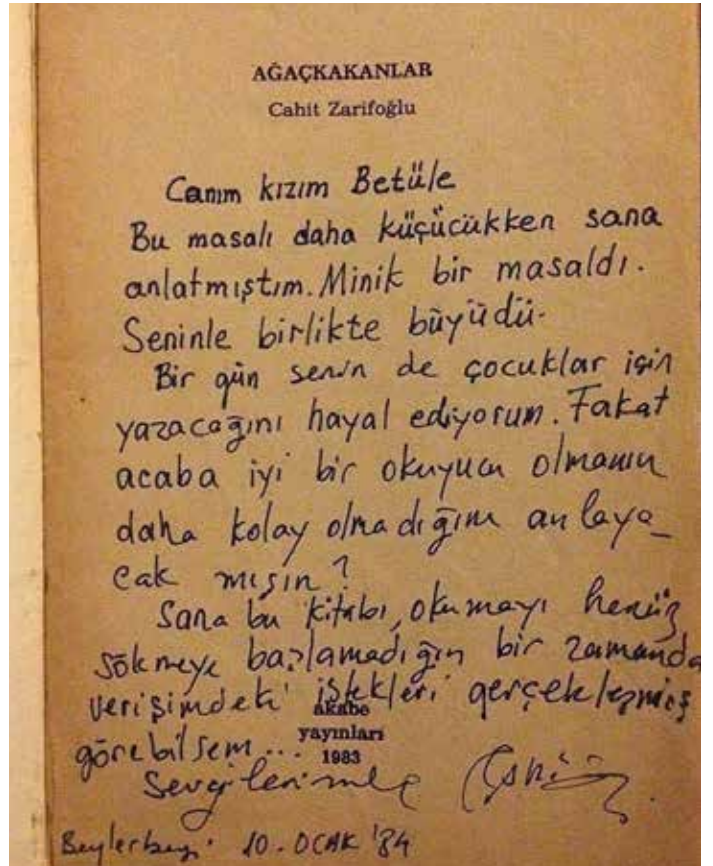 AĞAÇKAKANLAR
Cahit Zarifoğlu
Canım kızım Betüle
Bu masalı daha küçücükken sana
anlatmıştım. Minik bir masaldı.
Seninle birlikte büyüdü.
Bir gün senin de çocuklar için
yazacağını hayal ediyorum. Fakat
acaba iyi bir okuyucu olmanın
daha kolay olmadığını anlaya_
cak mısın?
Sana bu kitabı, okumayı henüz
sökmeye başlamadığın bir zamanda
verişimdeki istekleri gerçekleşmiş
akabe
görebilsem...
yayınları
1983
Sevgilerimle
Beylerbeyi 10. OCAK '84